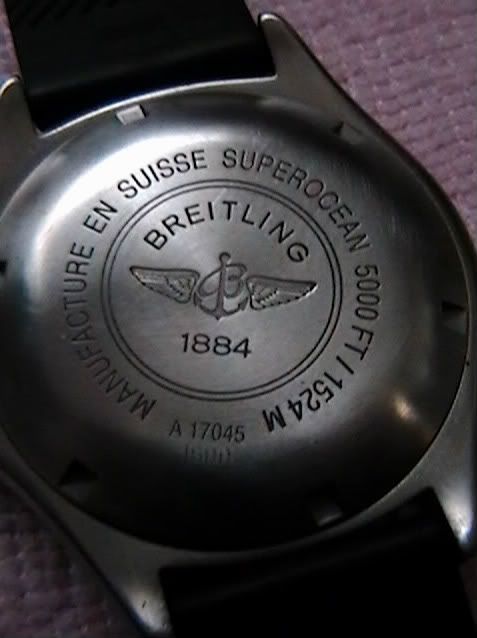 MANUFACTURE EN SUISSE SUPEROCEAN 5000 FT / 1524 M
BREITLING
1884
A 17045